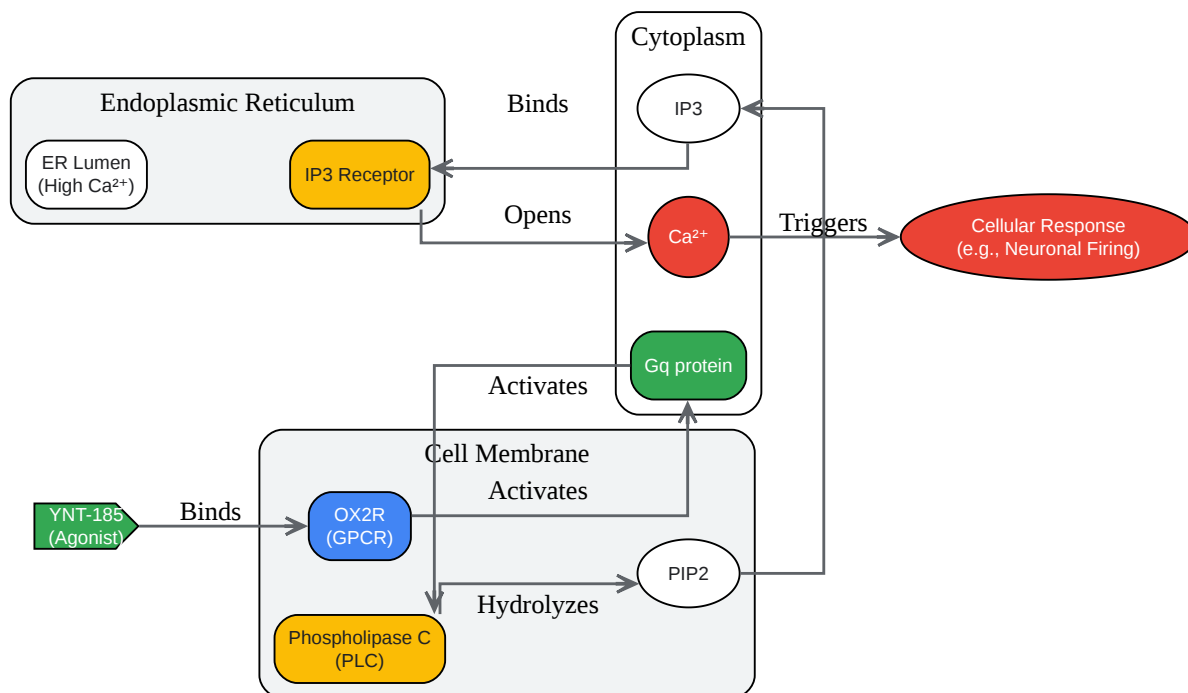 Cytoplasm
Endoplasmic Reticulum
Binds
IP3
ER Lumen
(High Ca²⁺)
IP3 Receptor
Opens
Ca²⁺
Triggers
Cellular Response
(e.g., Neuronal Firing)
Gq protein
Activates
Cell Membrane
Activates
YNT-185
(Agonist)
Binds
OX2R
(GPCR)
PIP2
Hydrolyzes
Phospholipase C
(PLC)